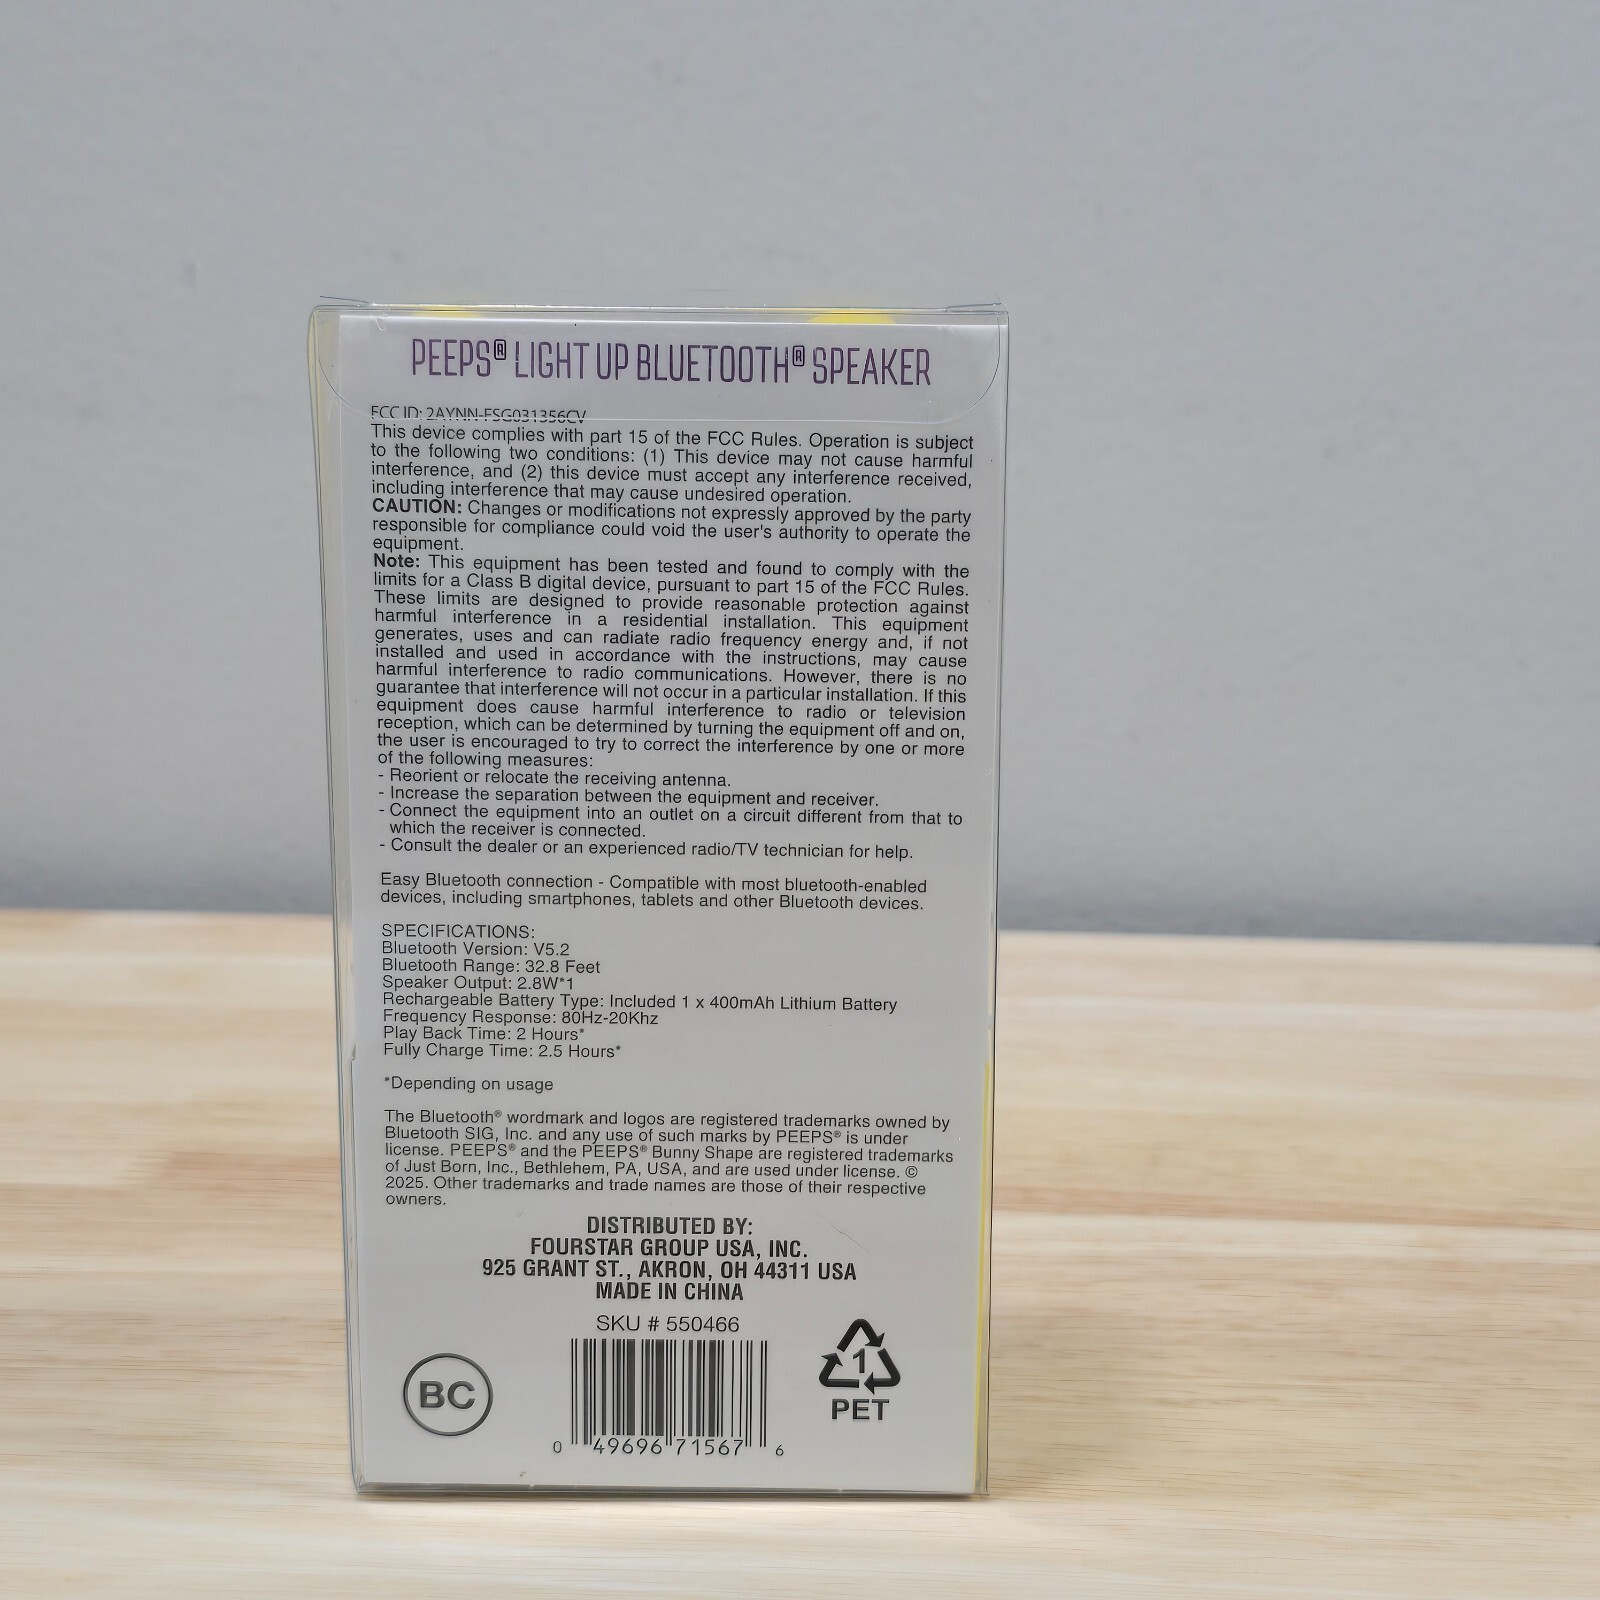 PEEPS® LIGHT UP BLUETOOTH® SPEAKER
FCC ID: 2AYNN-FSG031356CV
This device complies with part 15 of the FCC Rules. Operation is subject
to the following two conditions: (1) This device may not cause harmful
interference, and (2) this device must accept any interference received,
including interference that may cause undesired operation.
CAUTION: Changes or modifications not expressly approved by the party
responsible for compliance could void the user's authority to operate the
equipment.
Note: This equipment has been tested and found to comply with the
limits for a Class B digital device, pursuant to part 15 of the FCC Rules.
These limits are designed to provide reasonable protection against
harmful interference in a residential installation. This equipment
generates, uses and can radiate radio frequency energy and, if not
installed and used in accordance with the instructions, may cause
harmful interference to radio communications. However, there is no
guarantee that interference will not occur in a particular installation. If this
equipment does cause harmful interference to radio or television
reception, which can be determined by turning the equipment off and on,
the user is encouraged to try to correct the interference by one or more
of the following measures:
- Reorient or relocate the receiving antenna.
- Increase the separation between the equipment and receiver.
- Connect the equipment into an outlet on a circuit different from that to
which the receiver is connected.
- Consult the dealer or an experienced radio/TV technician for help.
Easy Bluetooth connection - Compatible with most bluetooth-enabled
devices, including smartphones, tablets and other Bluetooth devices.
SPECIFICATIONS:
Bluetooth Version: V5.2
Bluetooth Range: 32.8 Feet
Speaker Output: 2.8W*1
Rechargeable Battery Type: Included 1 x 400mAh Lithium Battery
Frequency Response: 80Hz-20Khz
Play Back Time: 2 Hours*
Fully Charge Time: 2.5 Hours*
*Depending on usage
The Bluetooth® wordmark and logos are registered trademarks owned by
Bluetooth SIG, Inc. and any use of such marks by PEEPS® is under
license. PEEPS® and the PEEPS® Bunny Shape are registered trademarks
of Just Born, Inc., Bethlehem, PA, USA, and are used under license. ©
2025. Other trademarks and trade names are those of their respective
owners.
DISTRIBUTED BY:
FOURSTAR GROUP USA, INC.
925 GRANT ST., AKRON, OH 44311 USA
MADE IN CHINA
SKU # 550466
BC
1
PET
0 49696 71567 6